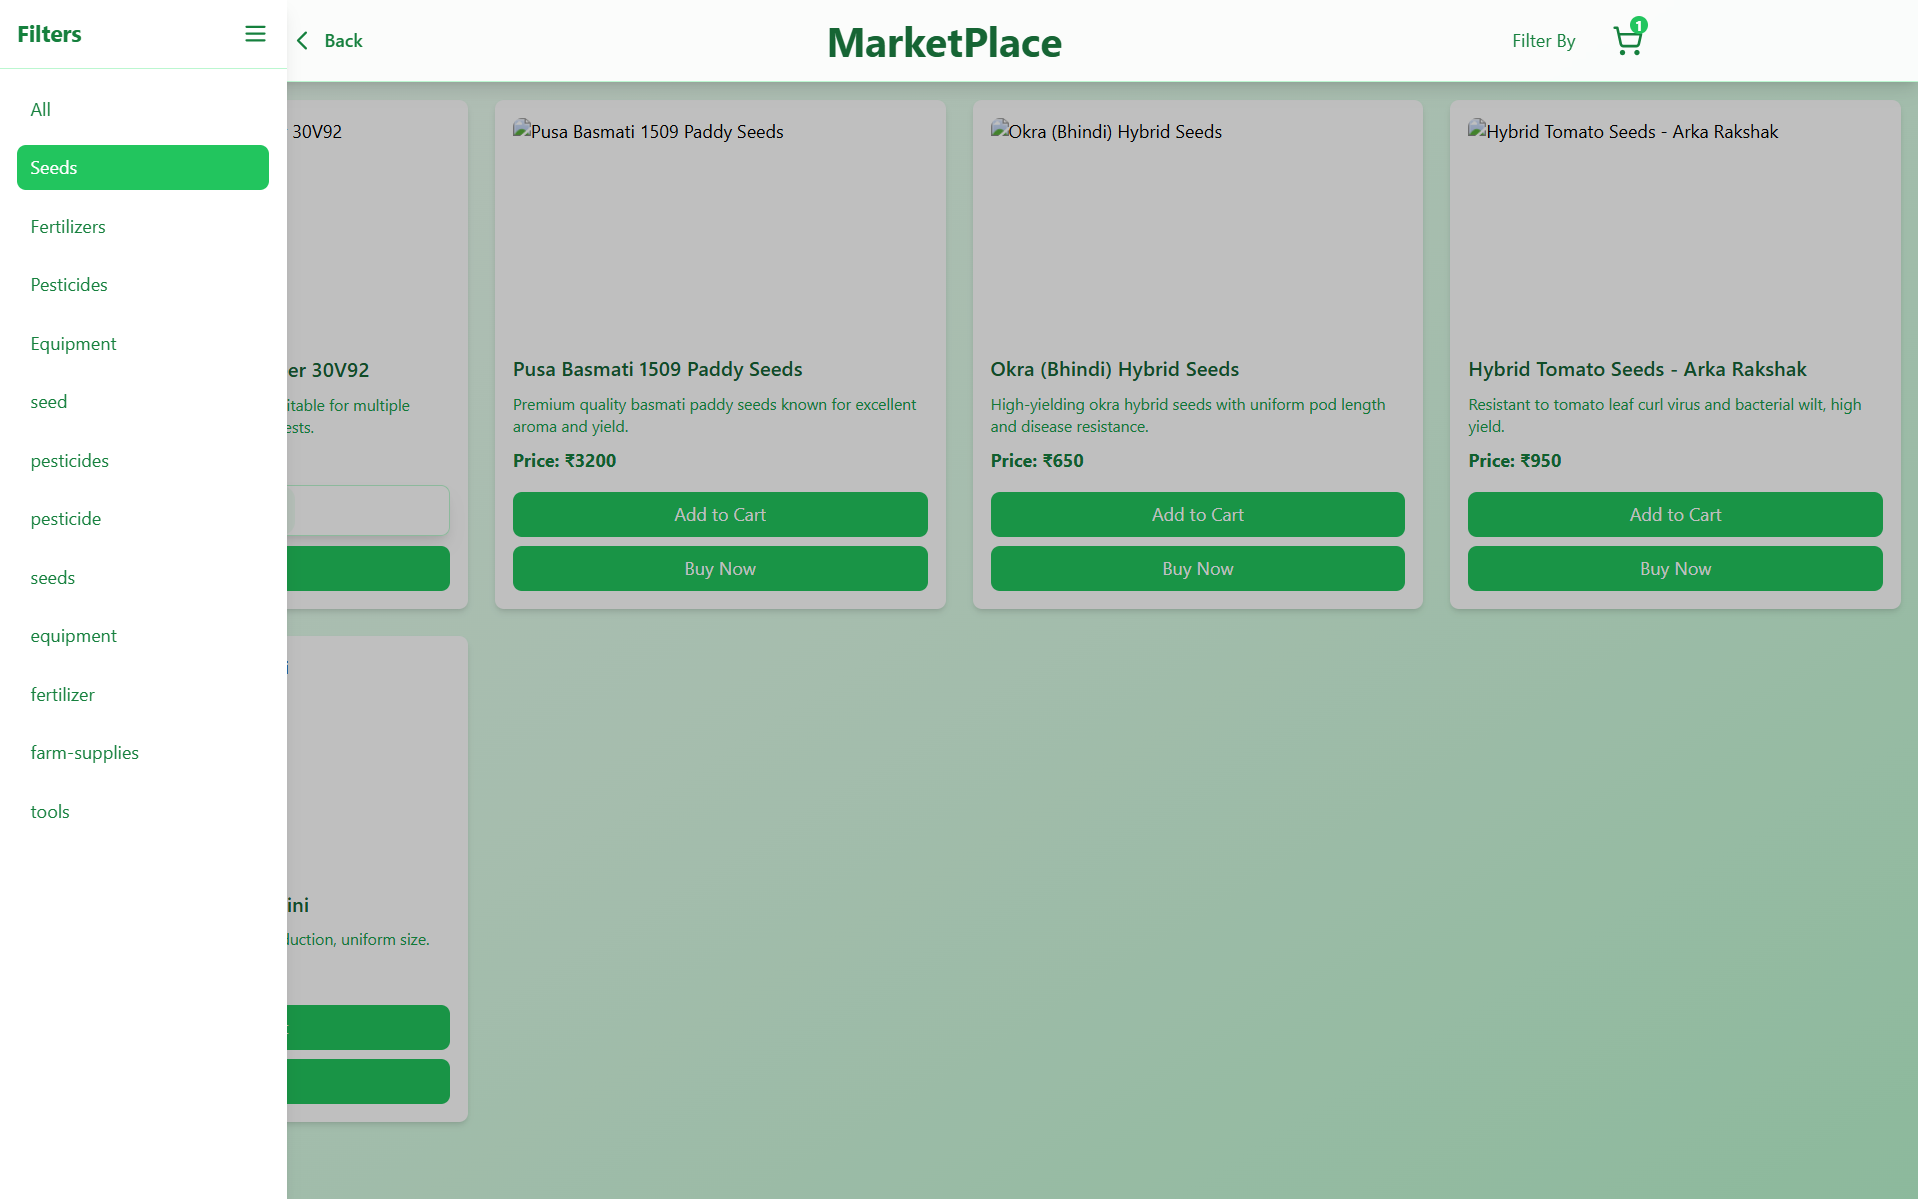 Filters
Back
MarketPlace
Filter By
1
All
Seeds
Fertilizers
Pesticides
Equipment
seed
pesticides
pesticide
seeds
equipment
fertilizer
farm-supplies
tools
30V92
er 30V92
itable for multiple
ests.
Pusa Basmati 1509 Paddy Seeds
Pusa Basmati 1509 Paddy Seeds
Premium quality basmati paddy seeds known for excellent
aroma and yield.
Price: ₹3200
Add to Cart
Buy Now
Okra (Bhindi) Hybrid Seeds
Okra (Bhindi) Hybrid Seeds
High-yielding okra hybrid seeds with uniform pod length
and disease resistance.
Price: ₹650
Add to Cart
Buy Now
Hybrid Tomato Seeds - Arka Rakshak
Hybrid Tomato Seeds - Arka Rakshak
Resistant to tomato leaf curl virus and bacterial wilt, high
yield.
Price: ₹950
Add to Cart
Buy Now
i
ini
duction, uniform size.